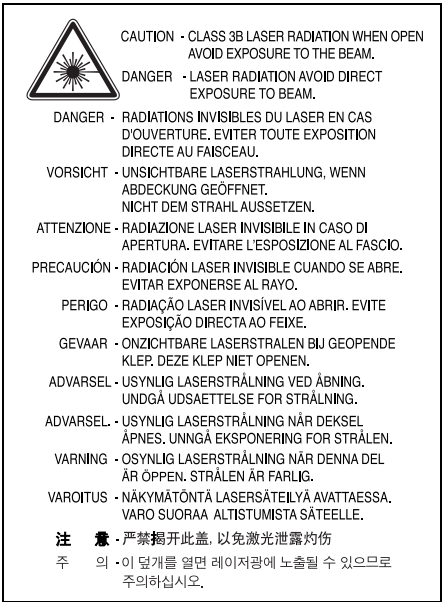 CAUTION - CLASS 3B LASER RADIATION WHEN OPEN
AVOID EXPOSURE TO THE BEAM.
DANGER - LASER RADIATION AVOID DIRECT
EXPOSURE TO BEAM.
DANGER - RADIATIONS INVISIBLES DU LASER EN CAS
D'OUVERTURE. EVITER TOUTE EXPOSITION
DIRECTE AU FAISCEAU.
VORSICHT - UNSICHTBARE LASERSTRAHLUNG, WENN
ABDECKUNG GEÖFFNET.
NICHT DEM STRAHL AUSSETZEN.
ATTENZIONE - RADIAZIONE LASER INVISIBILE IN CASO DI
APERTURA. EVITARE L'ESPOSIZIONE AL FASCIO.
PRECAUCIÓN - RADIACIÓN LASER INVISIBLE CUANDO SE ABRE.
EVITAR EXPONERSE AL RAYO.
PERIGO - RADIAÇÃO LASER INVISÍVEL AO ABRIR. EVITE
EXPOSIÇÃO DIRECTA AO FEIXE.
GEVAAR - ONZICHTBARE LASERSTRALEN BIJ GEOPENDE
KLEP. DEZE KLEP NIET OPENEN.
ADVARSEL - USYNLIG LASERSTRÅLNING VED ÅBNING.
UNDGÅ UDSAETTELSE FOR STRÅLNING.
ADVARSEL. - USYNLIG LASERSTRÅLNING NÅR DEKSEL
ÅPNES. UNNGÅ EKSPONERING FOR STRÅLEN.
VARNING - OSYNLIG LASERSTRÅLNING NÄR DENNA DEL
ÄR ÖPPEN. STRÅLEN ÄR FARLIG.
VAROITUS - NÄKYMÄTÖNTÄ LASERSÄTEILYÄ AVATTAESSA.
VARO SUORAA ALTISTUMISTA SÄTEELLE.
注 意 - 严禁揭开此盖, 以免激光泄露灼伤
주 의 - 이 덮개를 열면 레이저광에 노출될 수 있으므로
주의하십시오.